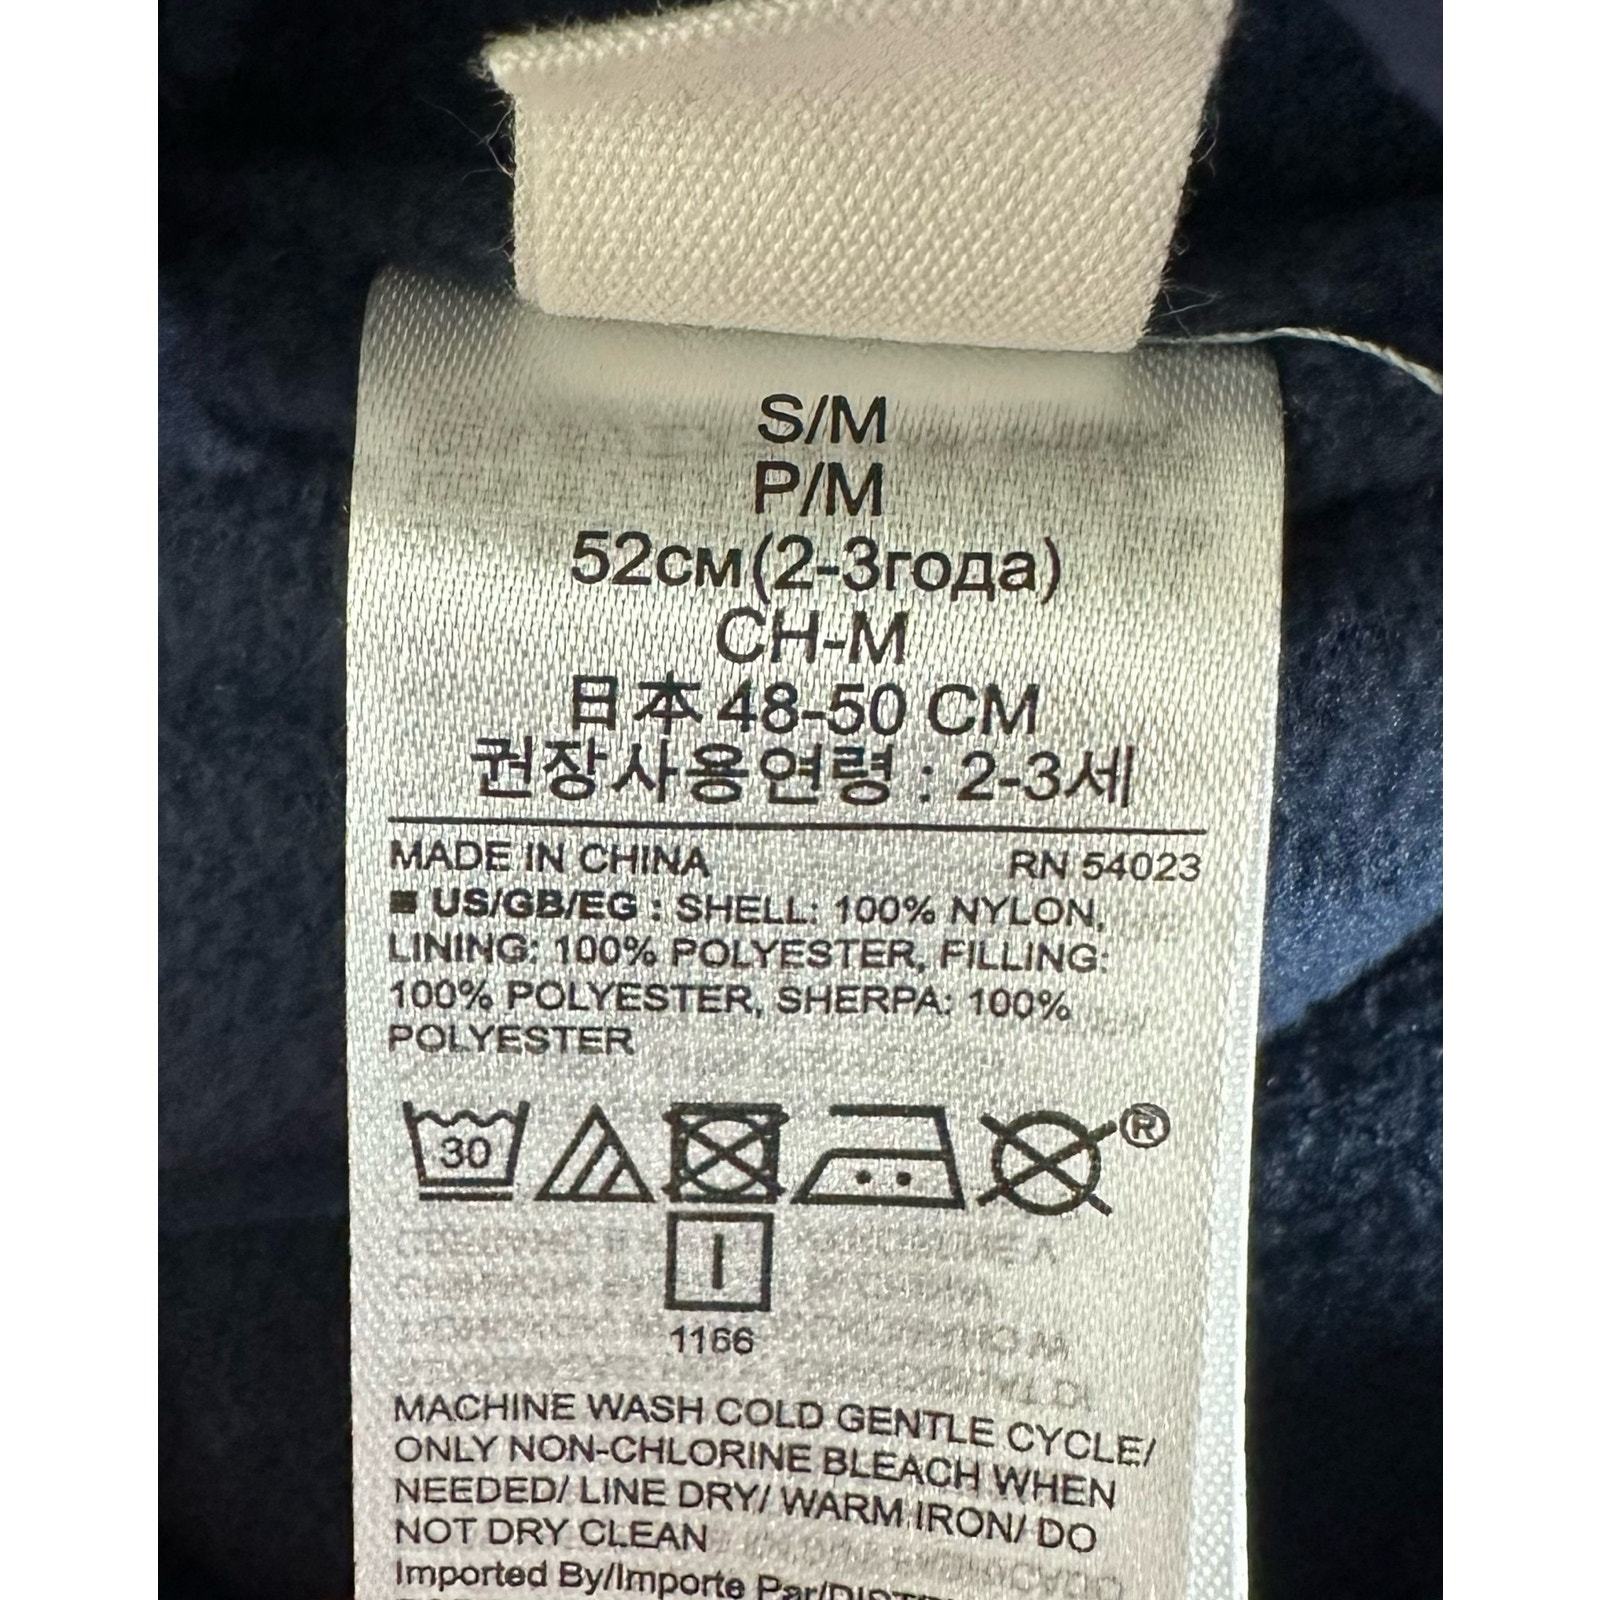 S/M
P/M
52см(2-3года)
CH-M
日本 48-50 CM
권장사용연령 : 2-3세
MADE IN CHINA RN 54023
■ US/GB/EG : SHELL: 100% NYLON,
LINING: 100% POLYESTER, FILLING:
100% POLYESTER, SHERPA: 100%
POLYESTER
30
®
1166
MACHINE WASH COLD GENTLE CYCLE/
ONLY NON-CHLORINE BLEACH WHEN
NEEDED/ LINE DRY/ WARM IRON/ DO
NOT DRY CLEAN
Imported By/Importe Par/